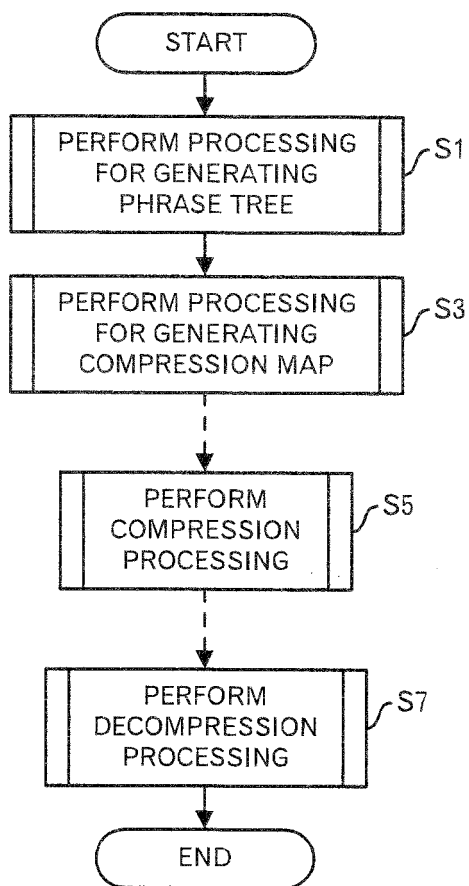 START
PERFORM PROCESSING
FOR GENERATING
PHRASE TREE
S1
PERFORM PROCESSING
FOR GENERATING
COMPRESSION MAP
S3
PERFORM
COMPRESSION
PROCESSING
S5
PERFORM
DECOMPRESSION
PROCESSING
S7
END